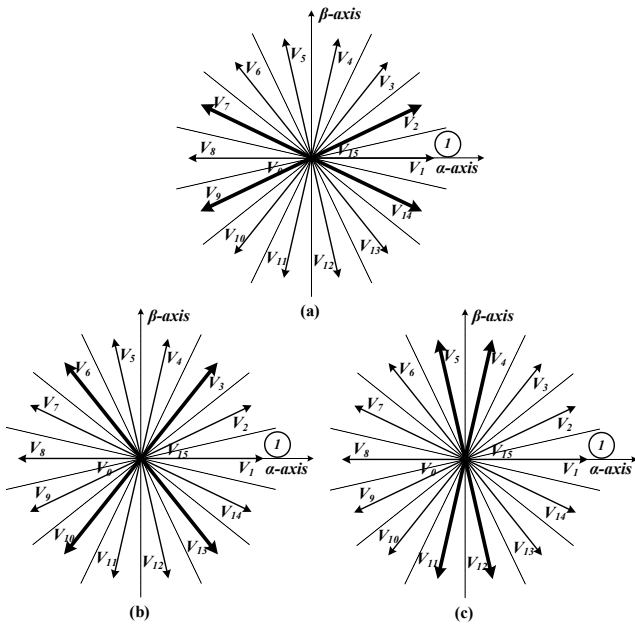 β-axis
V5 V4
V6 V3
V7 V2
1
V8 V15
V0 V1 α-axis
V9 V14
V10 V13
V11 V12
(a)
β-axis β-axis
V5 V4 V5 V4
V6 V3 V6 V3
V7 V2 V7 V2
1 1
V8 V15 V8 V15
V0 V1 α-axis V0 V1 α-axis
V9 V14 V9 V14
V10 V13 V10 V13
V11 V12 V11 V12
(b) (c)